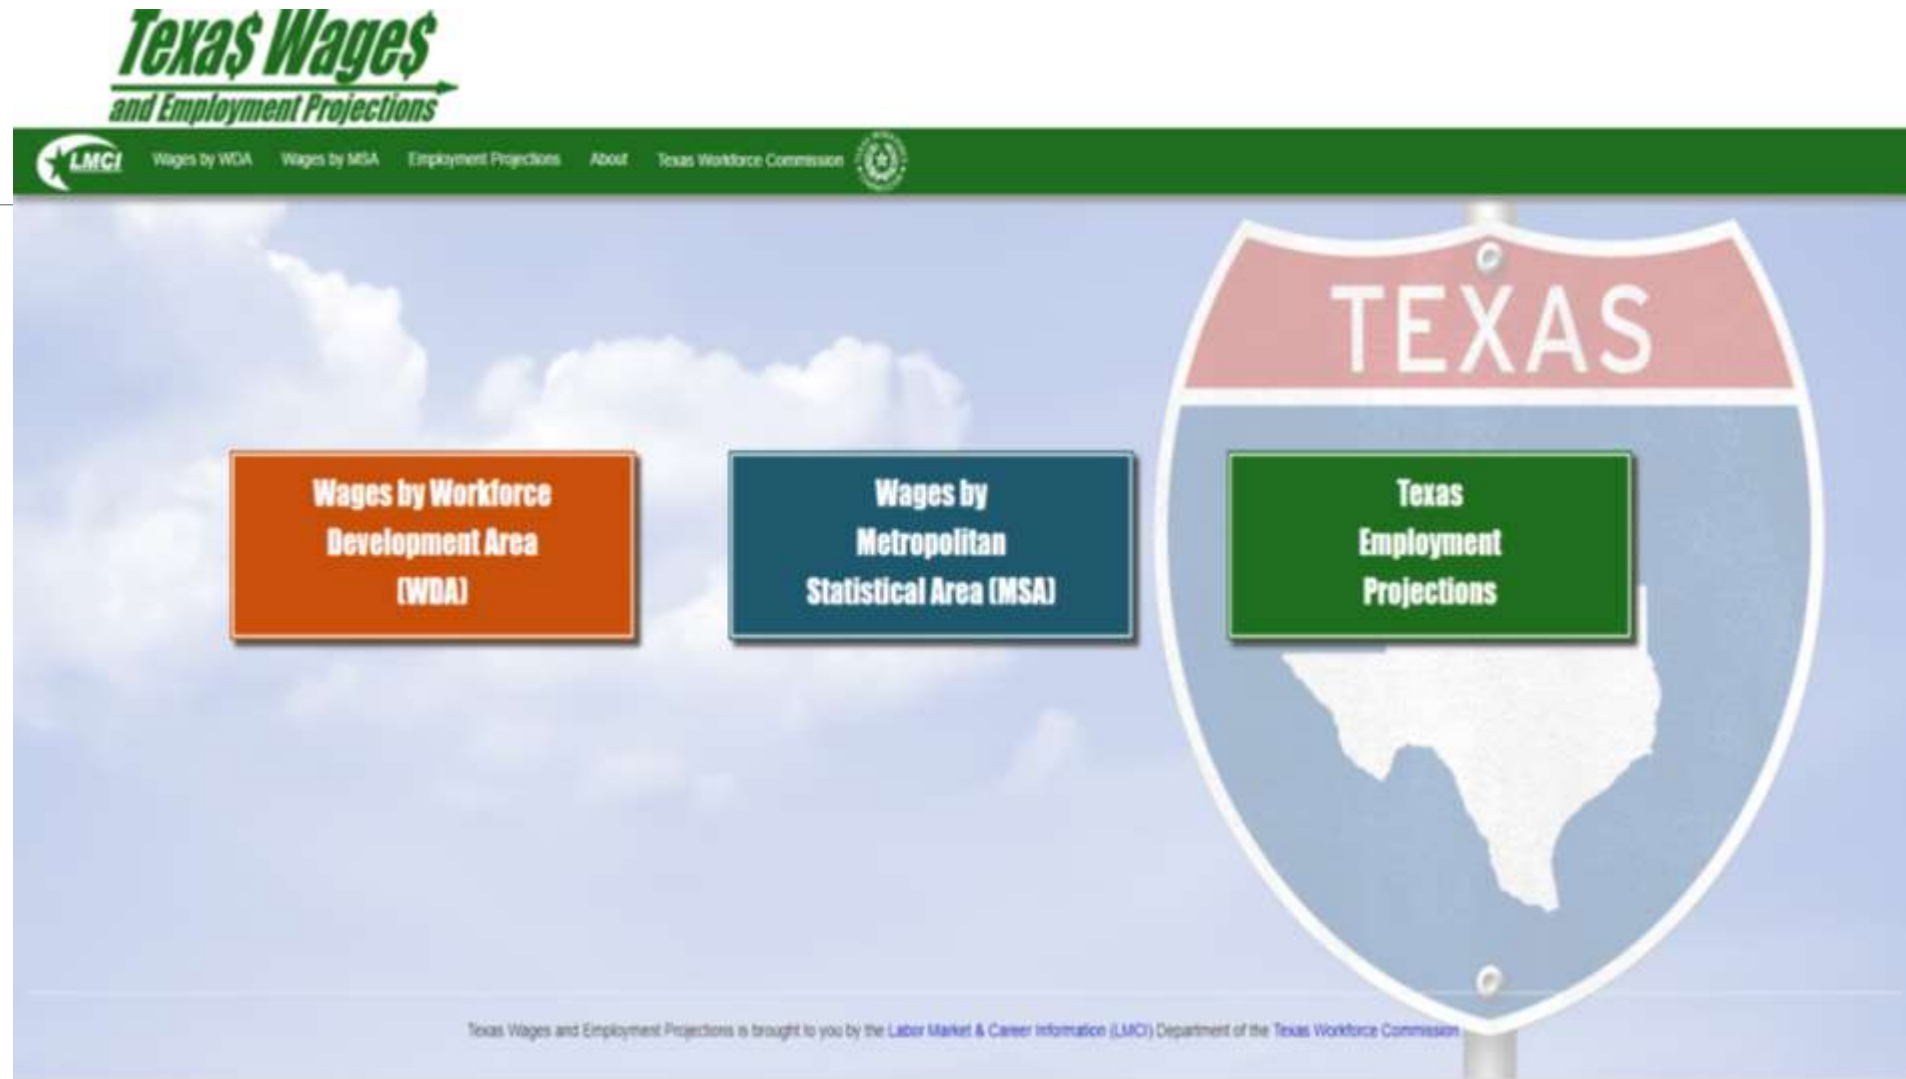 Texa$ Wage$
and Employment Projections
LMCI Wages by WDA Wages by MSA Employment Projections About Texas Workforce Commission
TEXAS
Wages by Workforce
Development Area
(WDA)
Wages by
Metropolitan
Statistical Area (MSA)
Texas
Employment
Projections
Texas Wages and Employment Projections is brought to you by the Labor Market & Career Information (LMCI) Department of the Texas Workforce Commission